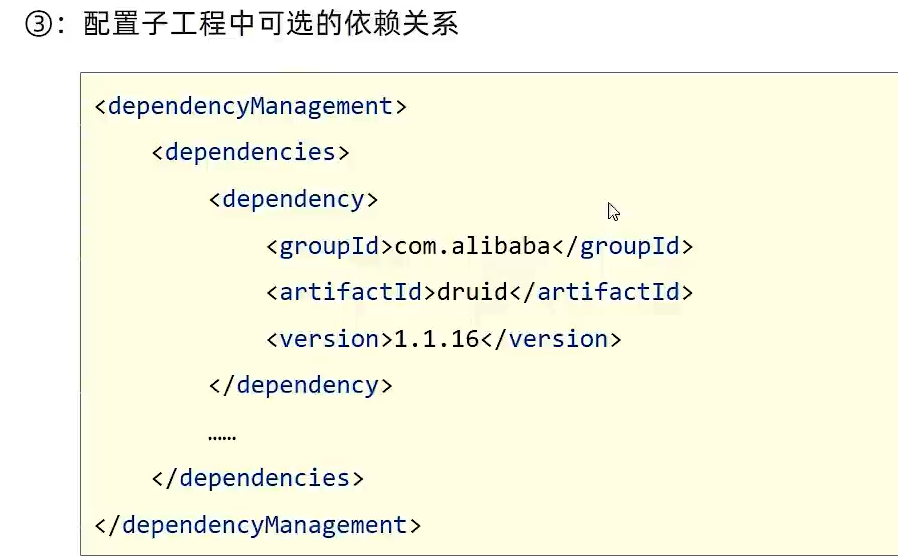 ③：配置子工程中可选的依赖关系
<dependencyManagement>
<dependencies>
<dependency>
<groupId>com.alibaba</groupId>
<artifactId>druid</artifactId>
<version>1.1.16</version>
</dependency>
……
</dependencies>
</dependencyManagement>